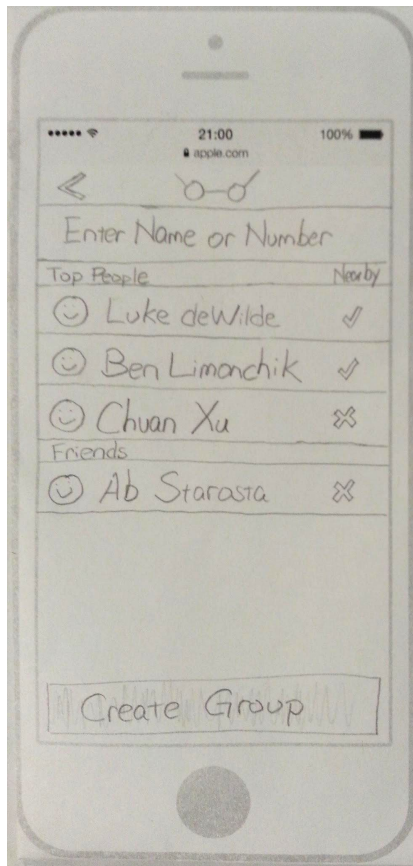 21:00
100%
apple.com
Enter Name or Number
Top People Nearby
Luke deWilde
Ben Limonchik
Chuan Xu
Friends
Ab Starosta
Create Group